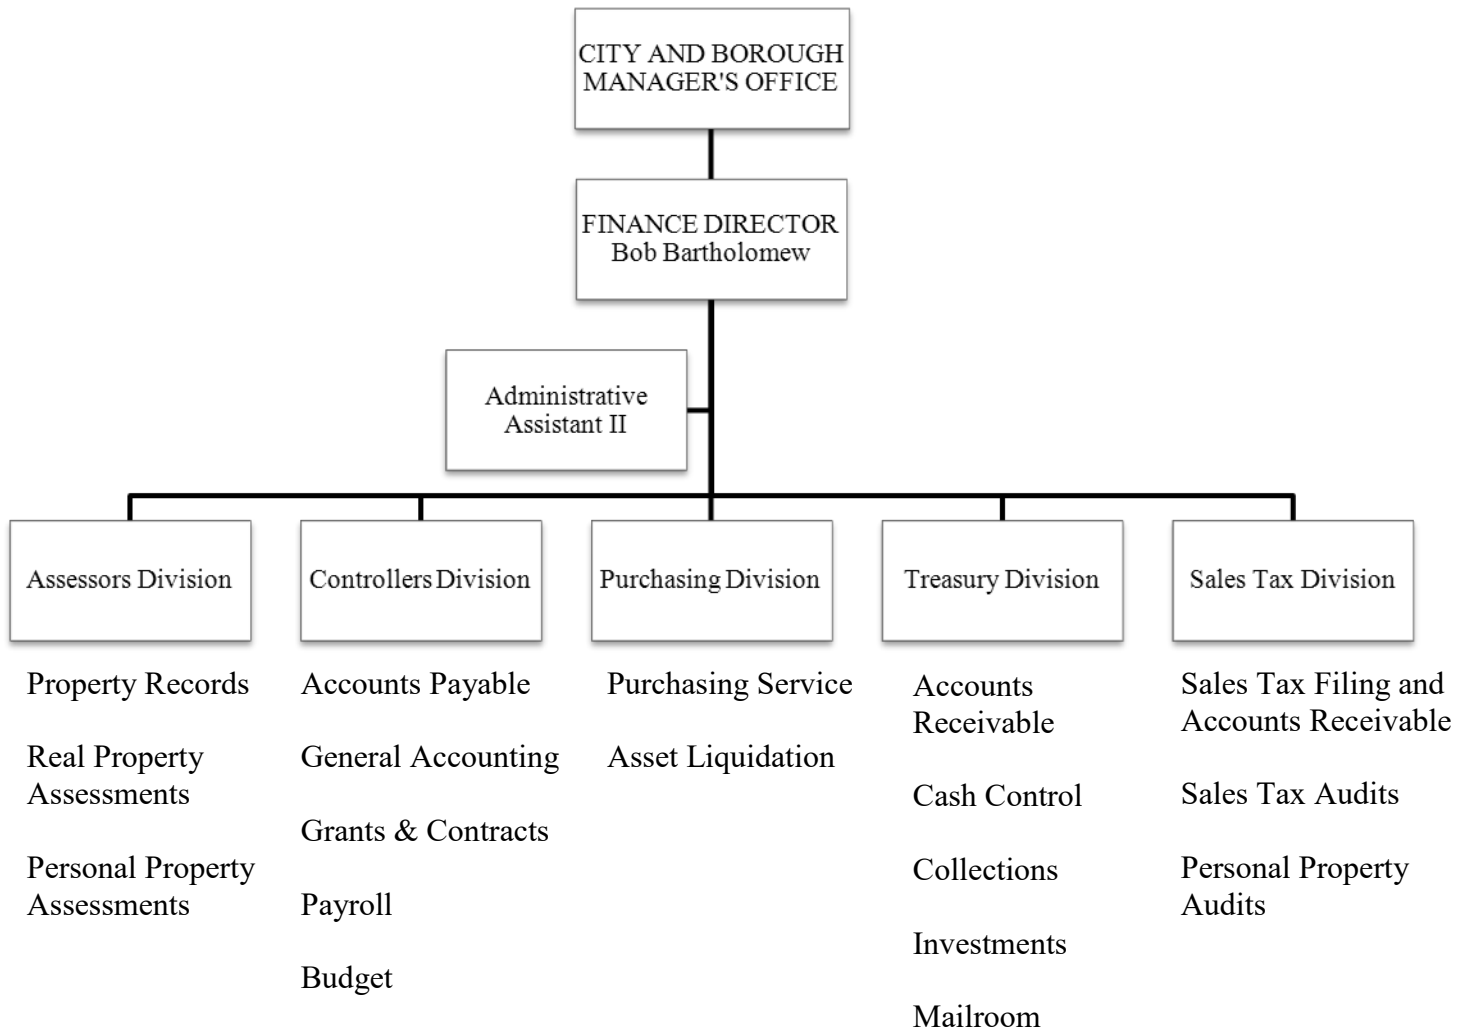 CITY AND BOROUGH
MANAGER'S OFFICE
FINANCE DIRECTOR
Bob Bartholomew
Administrative
Assistant II
Assessors Division
Controllers Division
Purchasing Division
Treasury Division
Sales Tax Division
Property Records
Real Property
Assessments
Personal Property
Assessments
Accounts Payable
General Accounting
Grants & Contracts
Payroll
Budget
Purchasing Service
Asset Liquidation
Accounts
Receivable
Cash Control
Collections
Investments
Mailroom
Sales Tax Filing and
Accounts Receivable
Sales Tax Audits
Personal Property
Audits